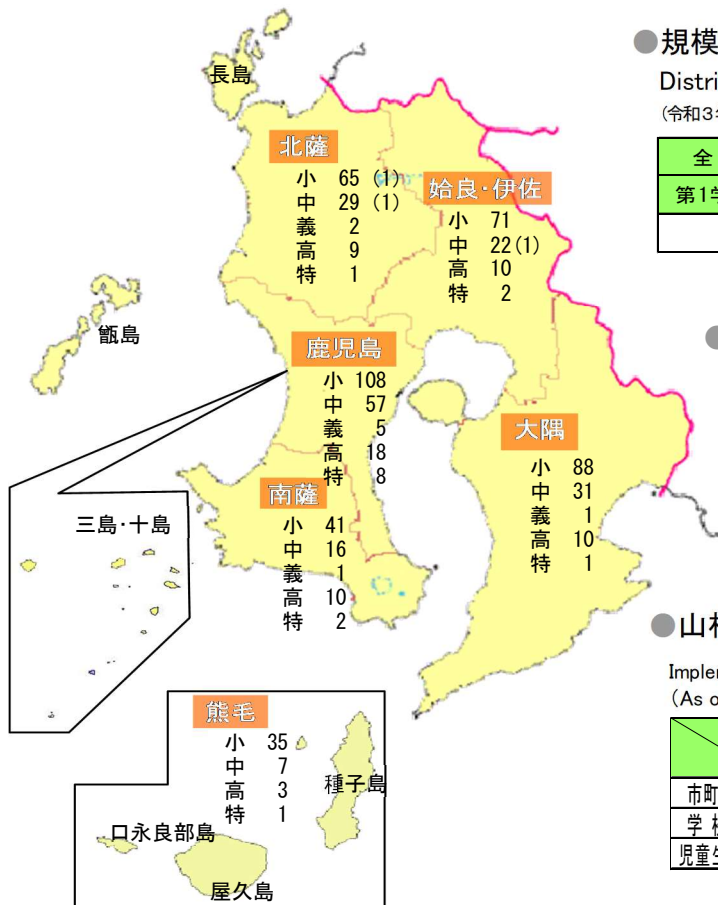 長島
北薩
小 65 (1)
中 29 (1)
義 2
高 9
特 1
姶良・伊佐
小 71
中 22(1)
高 10
特 2
甑島
鹿児島
小 108
中 57
義 5
高 18
特 8
大隅
小 88
中 31
義 1
高 10
特 1
南薩
小 41
中 16
義 1
高 10
特 2
三島・十島
熊毛
小 35
中 7
高 3
特 1
種子島
口永良部島
屋久島
●規模
Distri
(令和3
全
第1学
●
●山村
Implem
(As o
市町
学 校
児童生